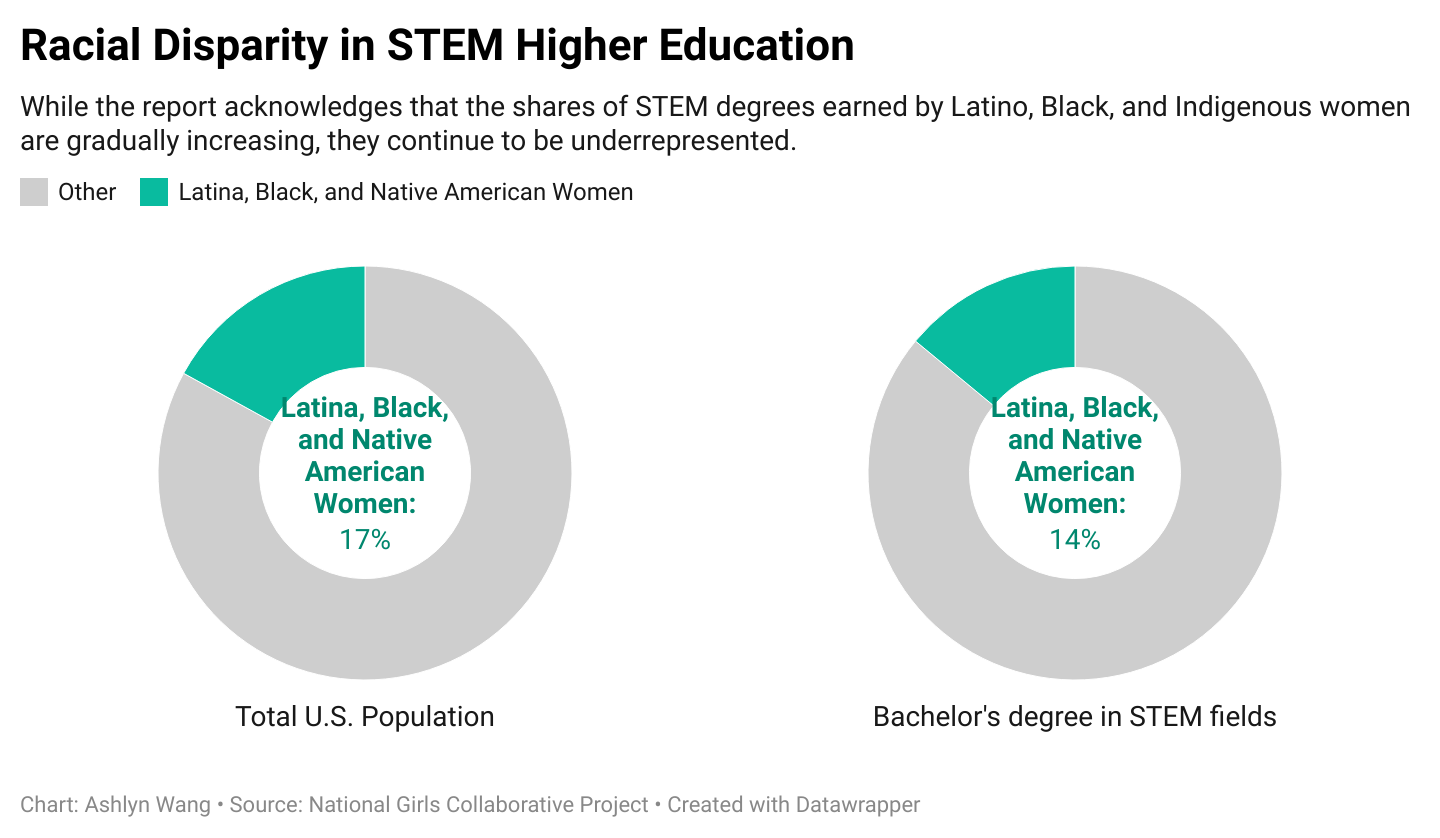 Racial Disparity in STEM Higher Education
While the report acknowledges that the shares of STEM degrees earned by Latino, Black, and Indigenous women
are gradually increasing, they continue to be underrepresented.
Other
Latina, Black, and Native American Women
Latina, Black,
and Native
American
Women:
17%
Total U.S. Population
Latina, Black,
and Native
American
Women:
14%
Bachelor's degree in STEM fields
Chart: Ashlyn Wang • Source: National Girls Collaborative Project • Created with Datawrapper